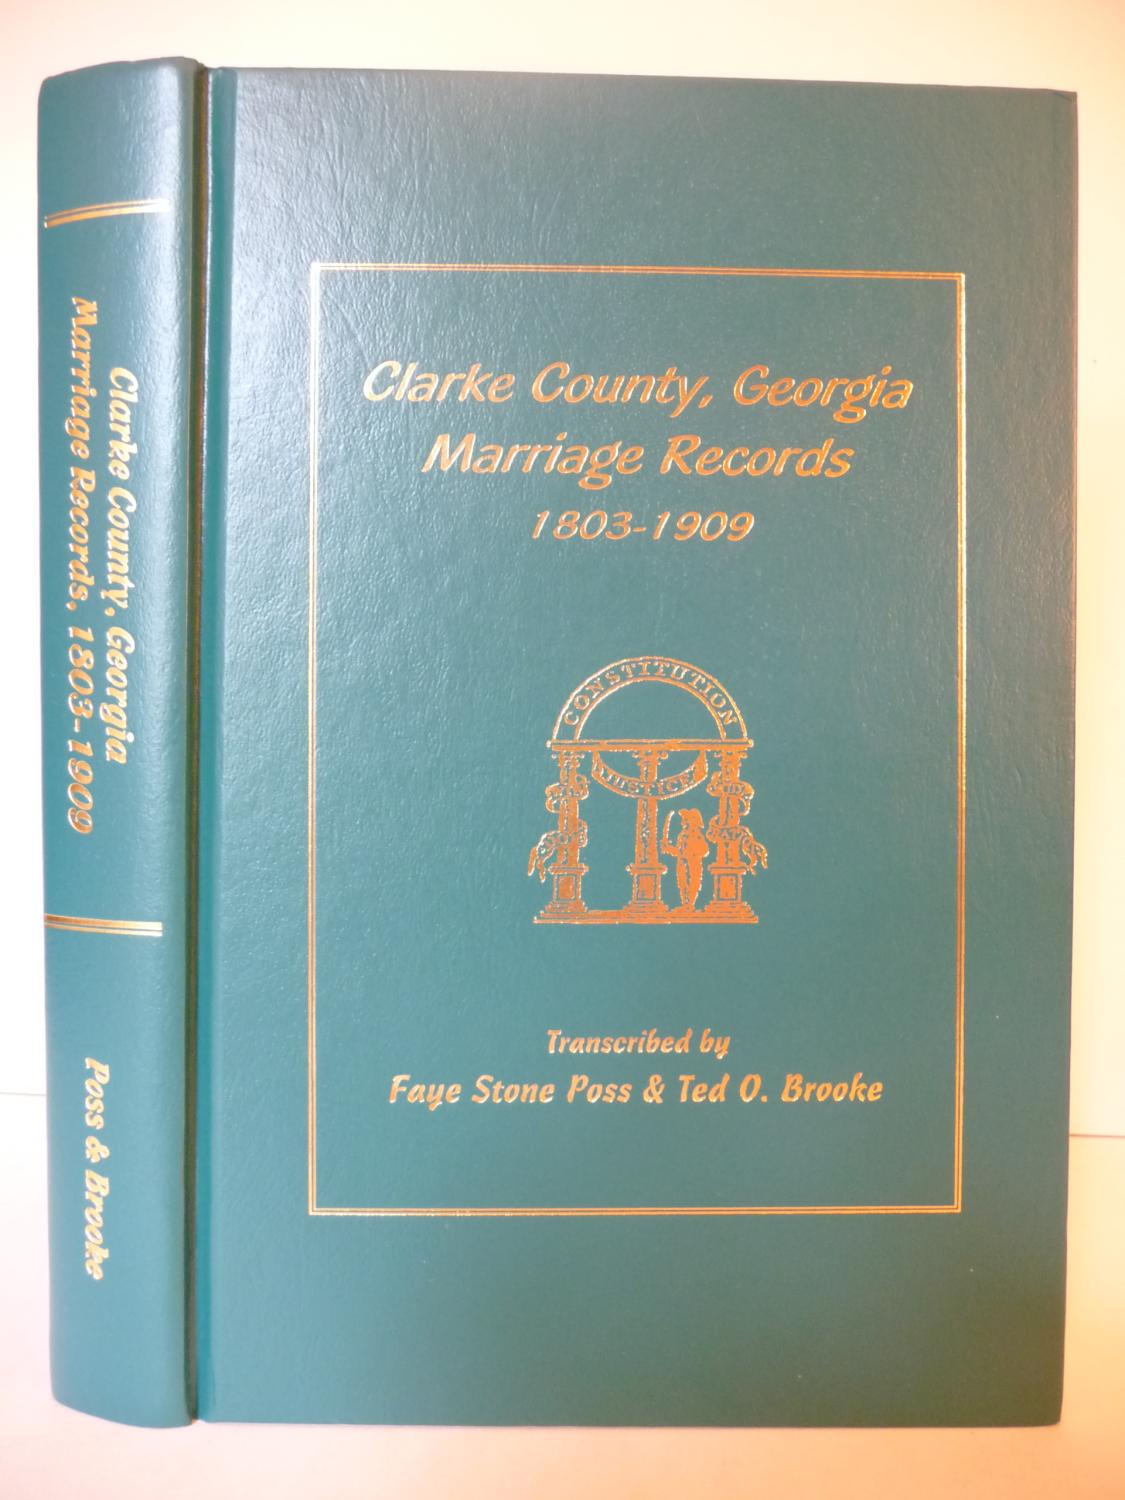 Clarke County, Georgia
Marriage Records, 1803-1909
Poss & Brooke
Clarke County, Georgia
Marriage Records
1803-1909
CONSTITUTION
JUSTICE
Transcribed by
Faye Stone Poss & Ted O. Brooke